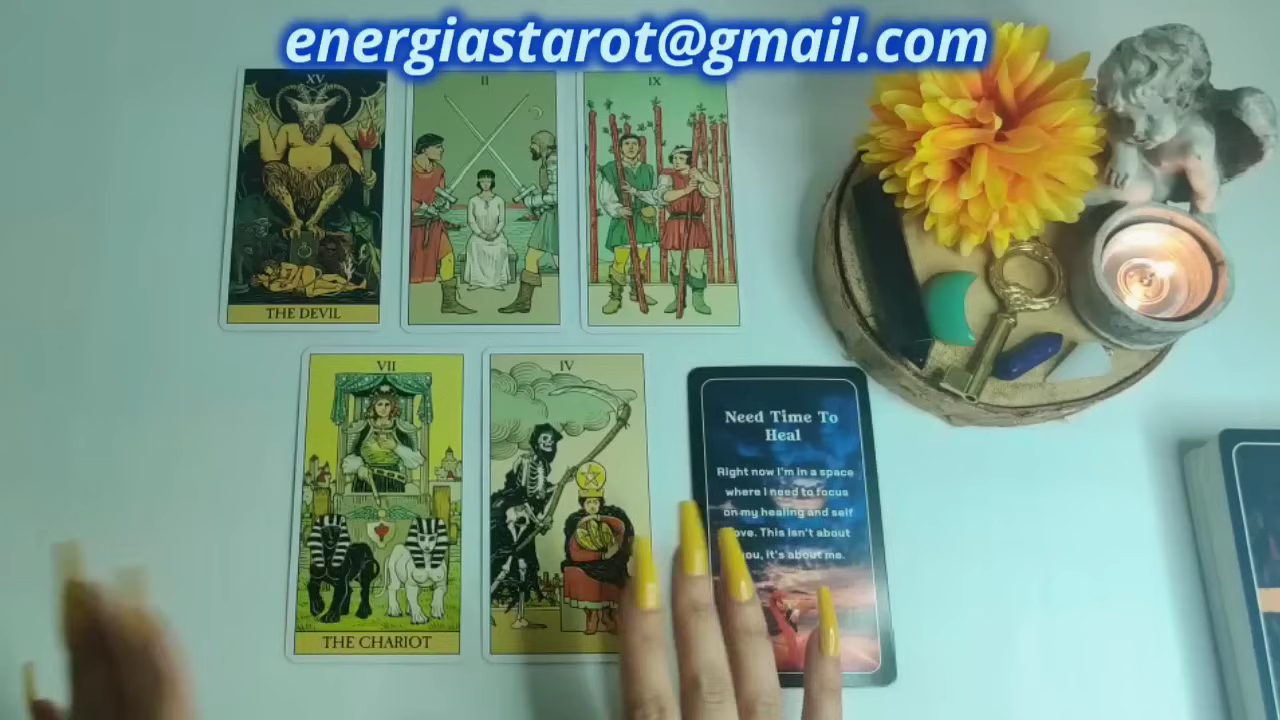 energiastarot@gmail.com
XV
II
IX
THE DEVIL
VII
IV
THE CHARIOT
Need Time To
Heal
Right now I'm in a space
where I need to focus
on my healing and self
love. This isn't about
you, it's about me.